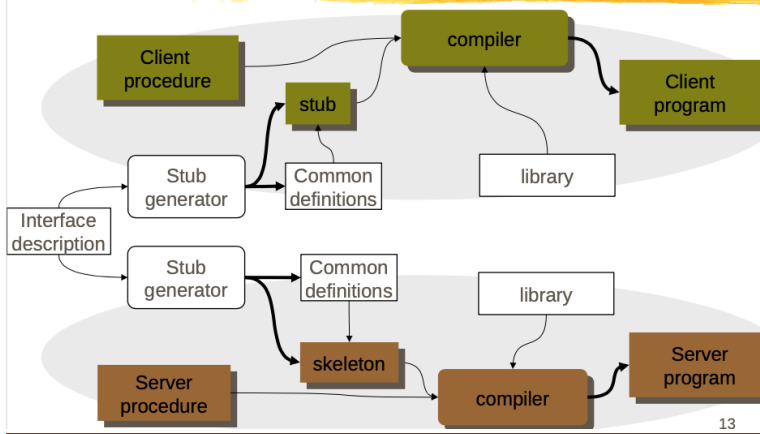 compiler
Client
procedure
Client
program
stub
Stub
generator
Common
definitions
library
Interface
description
Stub
generator
Common
definitions
library
skeleton
Server
program
Server
procedure
compiler
13